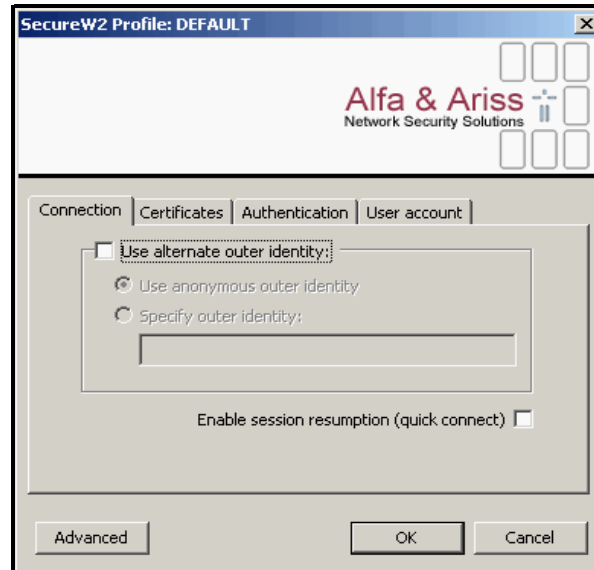 SecureW2 Profile: DEFAULT
Alfa & Ariss
Network Security Solutions
Connection Certificates Authentication User account
Use alternate outer identity:
Use anonymous outer identity
Specify outer identity:
Enable session resumption (quick connect)
Advanced OK Cancel